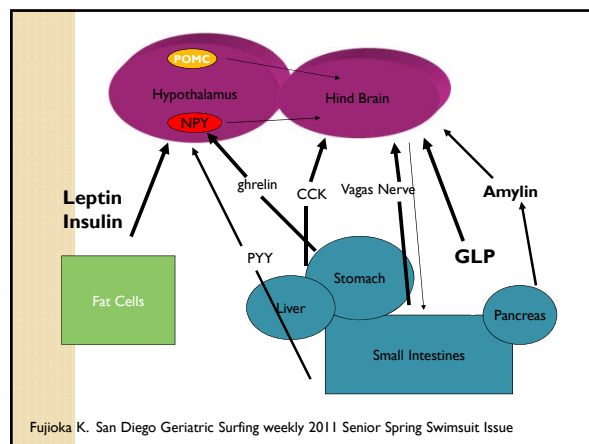 POMC
Hypothalamus
Hind Brain
NPY
ghrelin
CCK
Vagas Nerve
Leptin
Insulin
Amylin
PYY
GLP
Stomach
Fat Cells
Liver
Pancreas
Small Intestines
Fujioka K. San Diego Geriatric Surfing weekly 2011 Senior Spring Swimsuit Issue